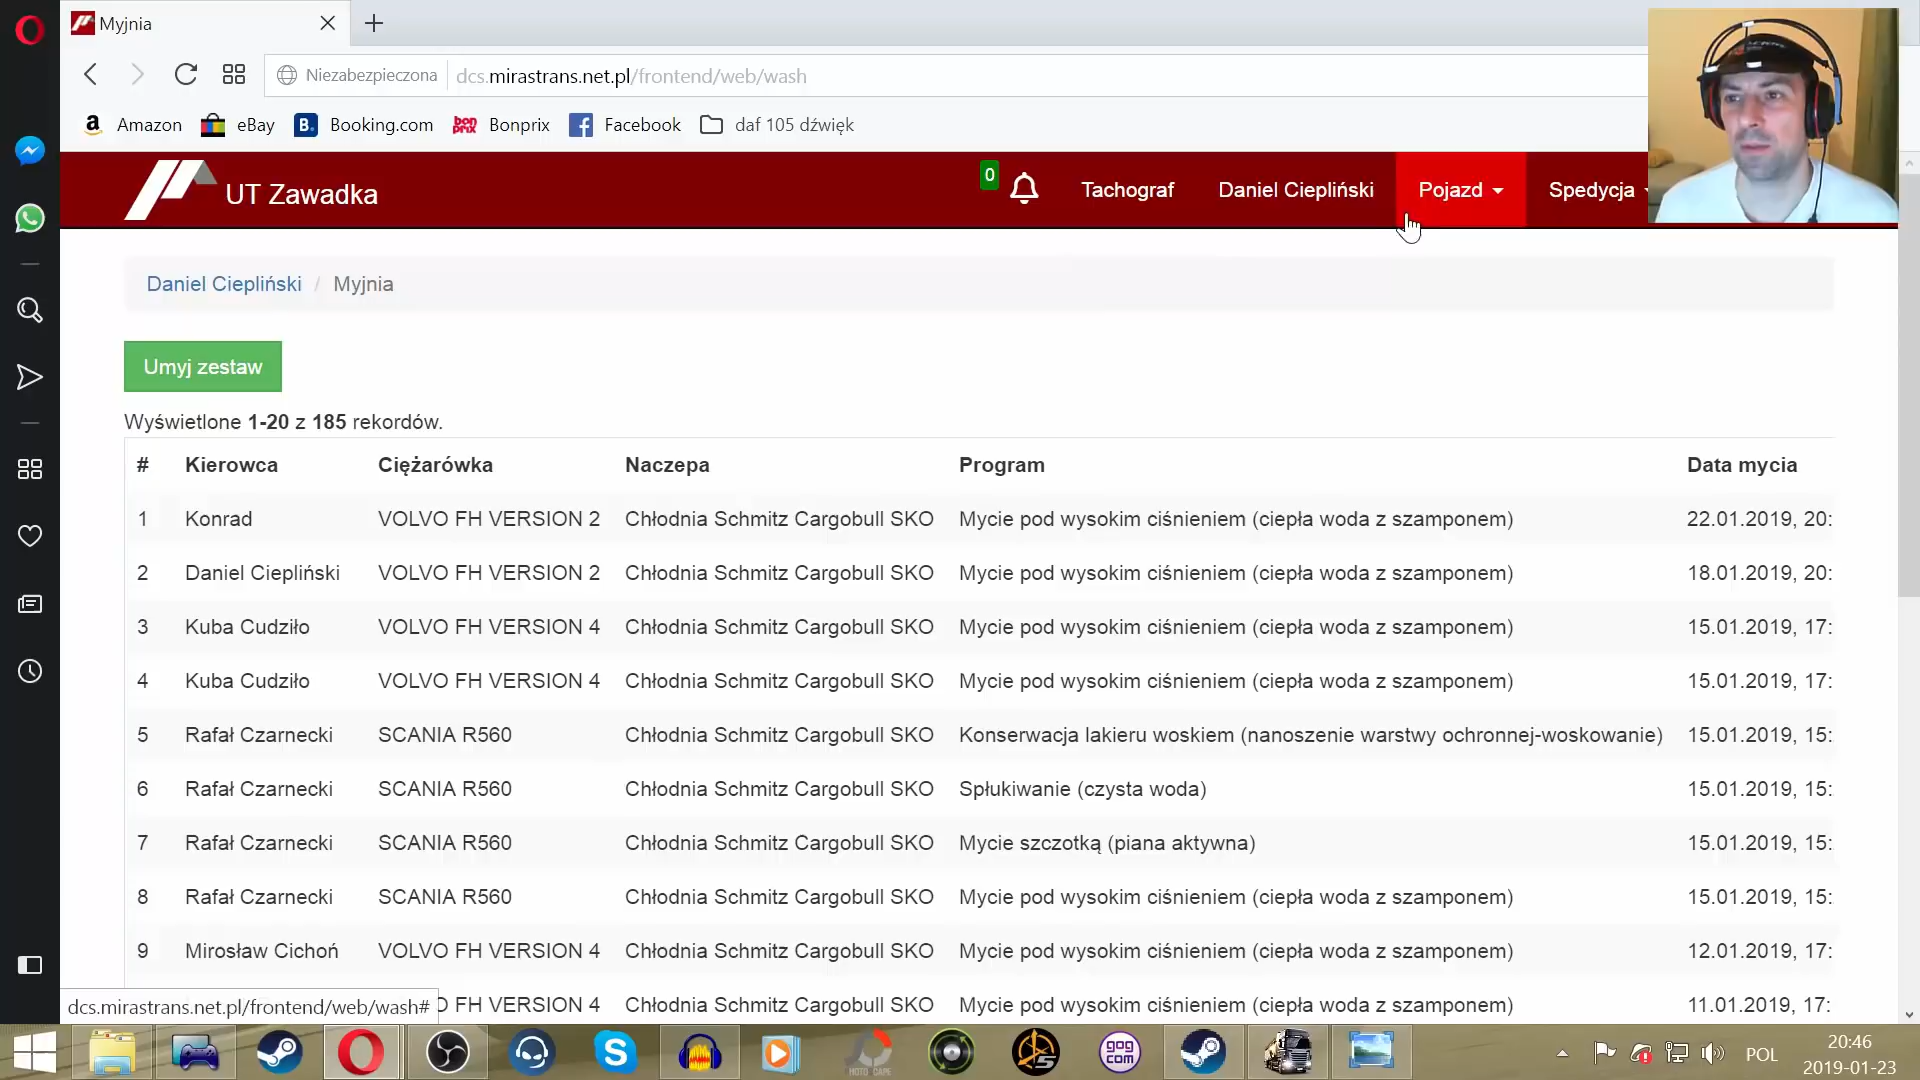 Myjnia
Niezabezpieczona dcs.mirastrans.net.pl/frontend/web/wash
Amazon eBay B. Booking.com bon prix Bonprix Facebook daf 105 dźwięk
UT Zawadka 0 Tachograf Daniel Ciepliński Pojazd Spedycja
Daniel Ciepliński / Myjnia
Umyj zestaw
Wyświetlone 1-20 z 185 rekordów.
# Kierowca Ciężarówka Naczepa Program Data mycia
1 Konrad VOLVO FH VERSION 2 Chłodnia Schmitz Cargobull SKO Mycie pod wysokim ciśnieniem (ciepła woda z szamponem) 22.01.2019, 20:
2 Daniel Ciepliński VOLVO FH VERSION 2 Chłodnia Schmitz Cargobull SKO Mycie pod wysokim ciśnieniem (ciepła woda z szamponem) 18.01.2019, 20:
3 Kuba Cudziło VOLVO FH VERSION 4 Chłodnia Schmitz Cargobull SKO Mycie pod wysokim ciśnieniem (ciepła woda z szamponem) 15.01.2019, 17:
4 Kuba Cudziło VOLVO FH VERSION 4 Chłodnia Schmitz Cargobull SKO Mycie pod wysokim ciśnieniem (ciepła woda z szamponem) 15.01.2019, 17:
5 Rafał Czarnecki SCANIA R560 Chłodnia Schmitz Cargobull SKO Konserwacja lakieru woskiem (nanoszenie warstwy ochronnej-woskowanie) 15.01.2019, 15:
6 Rafał Czarnecki SCANIA R560 Chłodnia Schmitz Cargobull SKO Spłukiwanie (czysta woda) 15.01.2019, 15:
7 Rafał Czarnecki SCANIA R560 Chłodnia Schmitz Cargobull SKO Mycie szczotką (piana aktywna) 15.01.2019, 15:
8 Rafał Czarnecki SCANIA R560 Chłodnia Schmitz Cargobull SKO Mycie pod wysokim ciśnieniem (ciepła woda z szamponem) 15.01.2019, 15:
9 Mirosław Cichoń VOLVO FH VERSION 4 Chłodnia Schmitz Cargobull SKO Mycie pod wysokim ciśnieniem (ciepła woda z szamponem) 12.01.2019, 17:
dcs.mirastrans.net.pl/frontend/web/wash# O FH VERSION 4 Chłodnia Schmitz Cargobull SKO Mycie pod wysokim ciśnieniem (ciepła woda z szamponem) 11.01.2019, 17:
gog com POL 20:46
2019-01-23